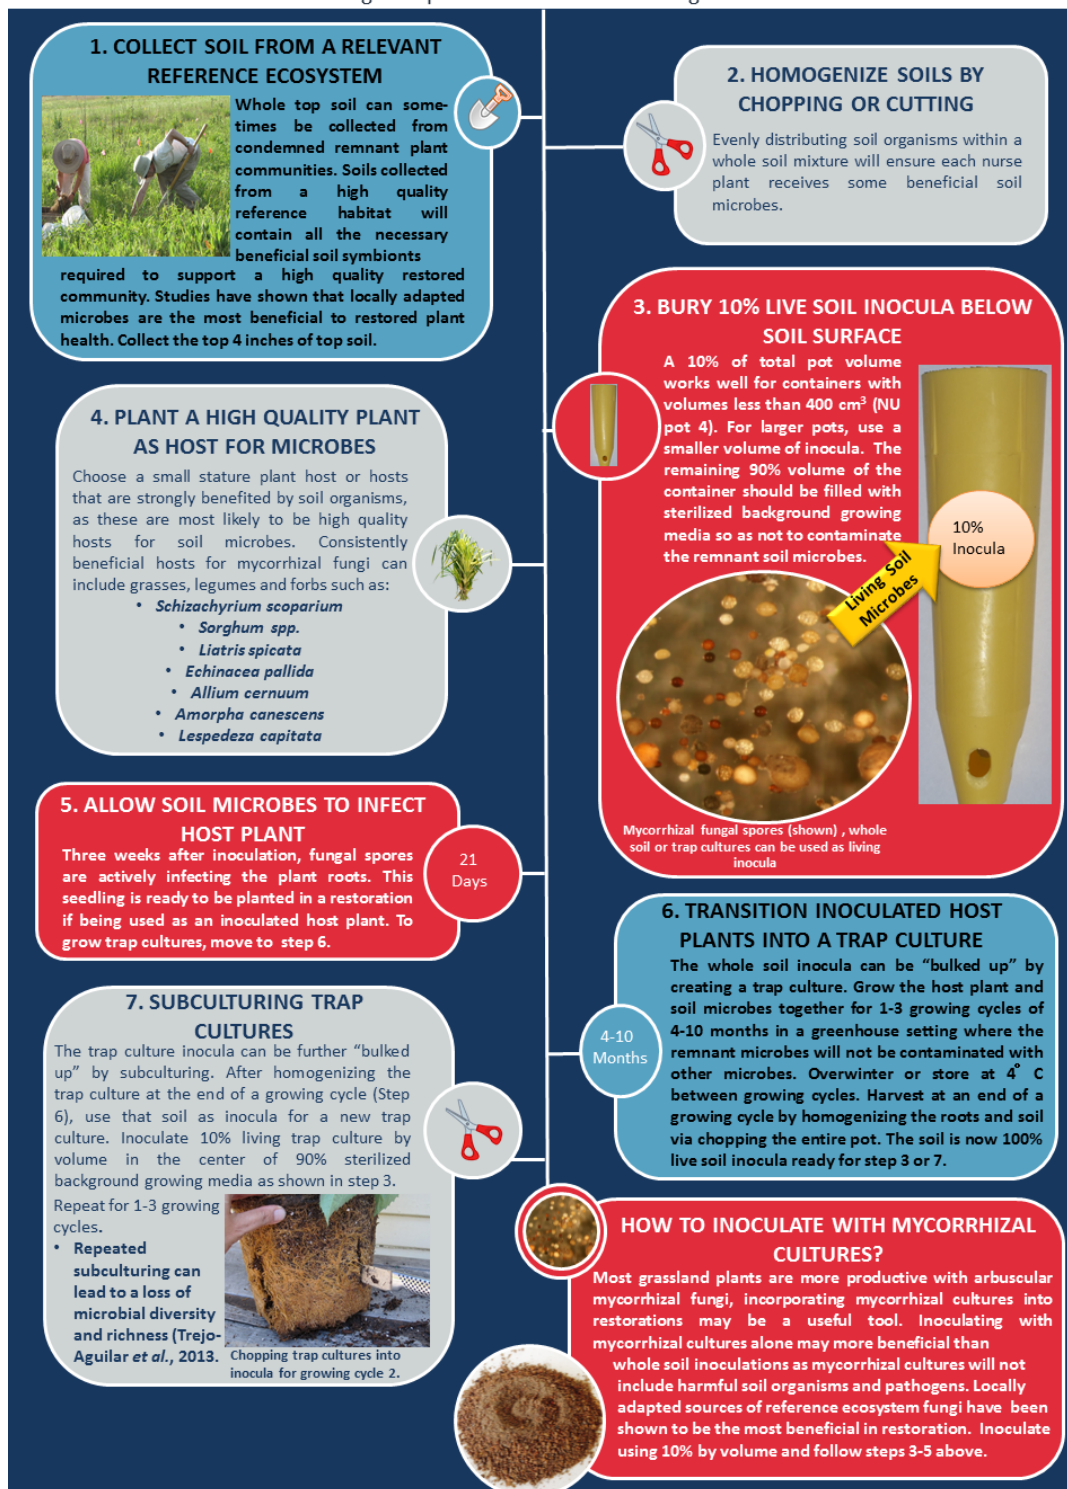 1. COLLECT SOIL FROM A RELEVANT
REFERENCE ECOSYSTEM
Whole top soil can some-
times be collected from
condemned remnant plant
communities. Soils collected
from a high quality
reference habitat will
contain all the necessary
beneficial soil symbionts
required to support a high quality restored
community. Studies have shown that locally adapted
microbes are the most beneficial to restored plant
health. Collect the top 4 inches of top soil.
2. HOMOGENIZE SOILS BY
CHOPPING OR CUTTING
Evenly distributing soil organisms within a
whole soil mixture will ensure each nurse
plant receives some beneficial soil
microbes.
3. BURY 10% LIVE SOIL INOCULA BELOW
SOIL SURFACE
A 10% of total pot volume
works well for containers with
volumes less than 400 cm³ (NU
pot 4). For larger pots, use a
smaller volume of inocula. The
remaining 90% volume of the
container should be filled with
sterilized background growing
media so as not to contaminate
the remnant soil microbes.
10%
Inocula
Living Soil
Microbes
Mycorrhizal fungal spores (shown) , whole
soil or trap cultures can be used as living
inocula
4. PLANT A HIGH QUALITY PLANT
AS HOST FOR MICROBES
Choose a small stature plant host or hosts
that are strongly benefited by soil organisms,
as these are most likely to be high quality
hosts for soil microbes. Consistently
beneficial hosts for mycorrhizal fungi can
include grasses, legumes and forbs such as:
• Schizachyrium scoparium
• Sorghum spp.
• Liatris spicata
• Echinacea pallida
• Allium cernuum
• Amorpha canescens
• Lespedeza capitata
5. ALLOW SOIL MICROBES TO INFECT
HOST PLANT
Three weeks after inoculation, fungal spores
are actively infecting the plant roots. This
seedling is ready to be planted in a restoration
if being used as an inoculated host plant. To
grow trap cultures, move to step 6.
21
Days
6. TRANSITION INOCULATED HOST
PLANTS INTO A TRAP CULTURE
The whole soil inocula can be "bulked up" by
creating a trap culture. Grow the host plant and
soil microbes together for 1-3 growing cycles of
4-10 months in a greenhouse setting where the
remnant microbes will not be contaminated with
other microbes. Overwinter or store at 4° C
between growing cycles. Harvest at an end of a
growing cycle by homogenizing the roots and soil
via chopping the entire pot. The soil is now 100%
live soil inocula ready for step 3 or 7.
4-10
Months
7. SUBCULTURING TRAP
CULTURES
The trap culture inocula can be further "bulked
up" by subculturing. After homogenizing the
trap culture at the end of a growing cycle (Step
6), use that soil as inocula for a new trap
culture. Inoculate 10% living trap culture by
volume in the center of 90% sterilized
background growing media as shown in step 3.
Repeat for 1-3 growing
cycles.
• Repeated
subculturing can
lead to a loss of
microbial diversity
and richness (Trejo-
Aguilar et al., 2013.
Chopping trap cultures into
inocula for growing cycle 2.
HOW TO INOCULATE WITH MYCORRHIZAL
CULTURES?
Most grassland plants are more productive with arbuscular
mycorrhizal fungi, incorporating mycorrhizal cultures into
restorations may be a useful tool. Inoculating with
mycorrhizal cultures alone may more beneficial than
whole soil inoculations as mycorrhizal cultures will not
include harmful soil organisms and pathogens. Locally
adapted sources of reference ecosystem fungi have been
shown to be the most beneficial in restoration. Inoculate
using 10% by volume and follow steps 3-5 above.